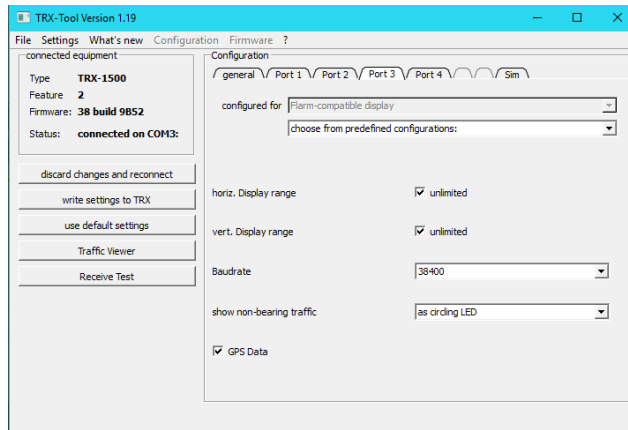 TRX-Tool Version 1.19
File Settings What's new Configuration Firmware ?
connected equipment
Type TRX-1500
Feature 2
Firmware: 38 build 9B52
Status: connected on COM3:
discard changes and reconnect
write settings to TRX
use default settings
Traffic Viewer
Receive Test
Configuration
general Port 1 Port 2 Port 3 Port 4 Sim
configured for Flarm-compatible display
choose from predefined configurations:
horiz. Display range unlimited
vert. Display range unlimited
Baudrate 38400
show non-bearing traffic as circling LED
GPS Data